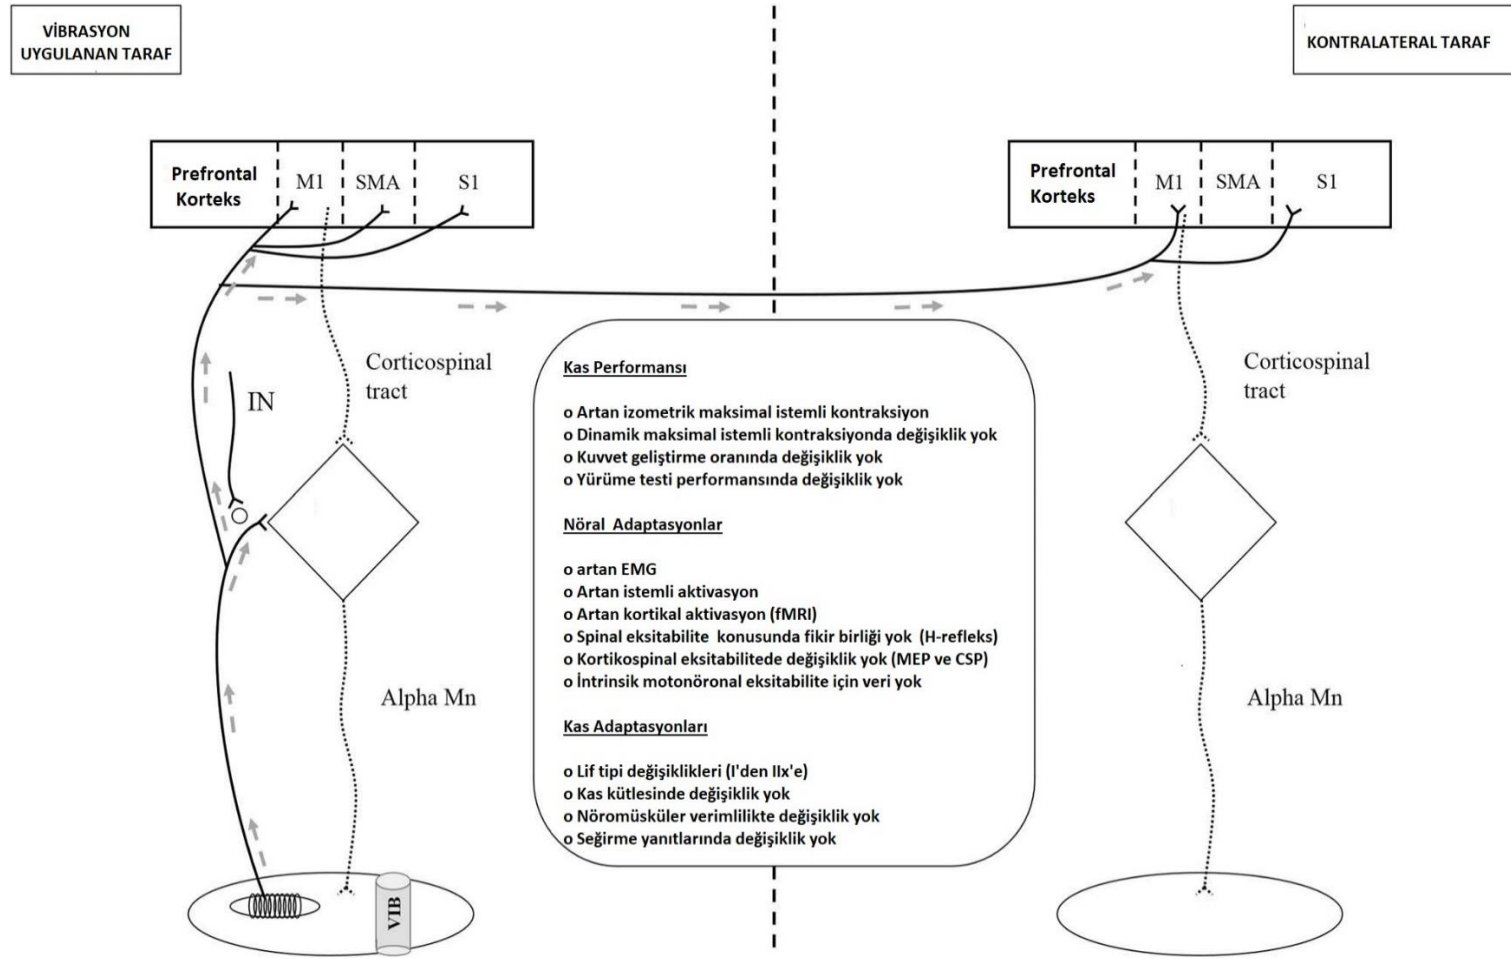 VİBRASYON
UYGULANAN TARAF
KONTRALATERAL TARAF
Prefrontal
Korteks
M1
SMA
S1
Prefrontal
Korteks
M1
SMA
S1
Corticospinal
tract
IN
Corticospinal
tract
Kas Performansı
o Artan izometrik maksimal istemli kontraksiyon
o Dinamik maksimal istemli kontraksiyonda değişiklik yok
o Kuvvet geliştirme oranında değişiklik yok
o Yürüme testi performansında değişiklik yok
Nöral Adaptasyonlar
o artan EMG
o Artan istemli aktivasyon
o Artan kortikal aktivasyon (fMRI)
o Spinal eksitabilite konusunda fikir birliği yok (H-refleks)
o Kortikospinal eksitabilitede değişiklik yok (MEP ve CSP)
o İntrinsik motonöronal eksitabilite için veri yok
Kas Adaptasyonları
o Lif tipi değişiklikleri (I'den IIx'e)
o Kas kütlesinde değişiklik yok
o Nöromüsküler verimlilikte değişiklik yok
o Seğirme yanıtlarında değişiklik yok
Alpha Mn
Alpha Mn
VIB